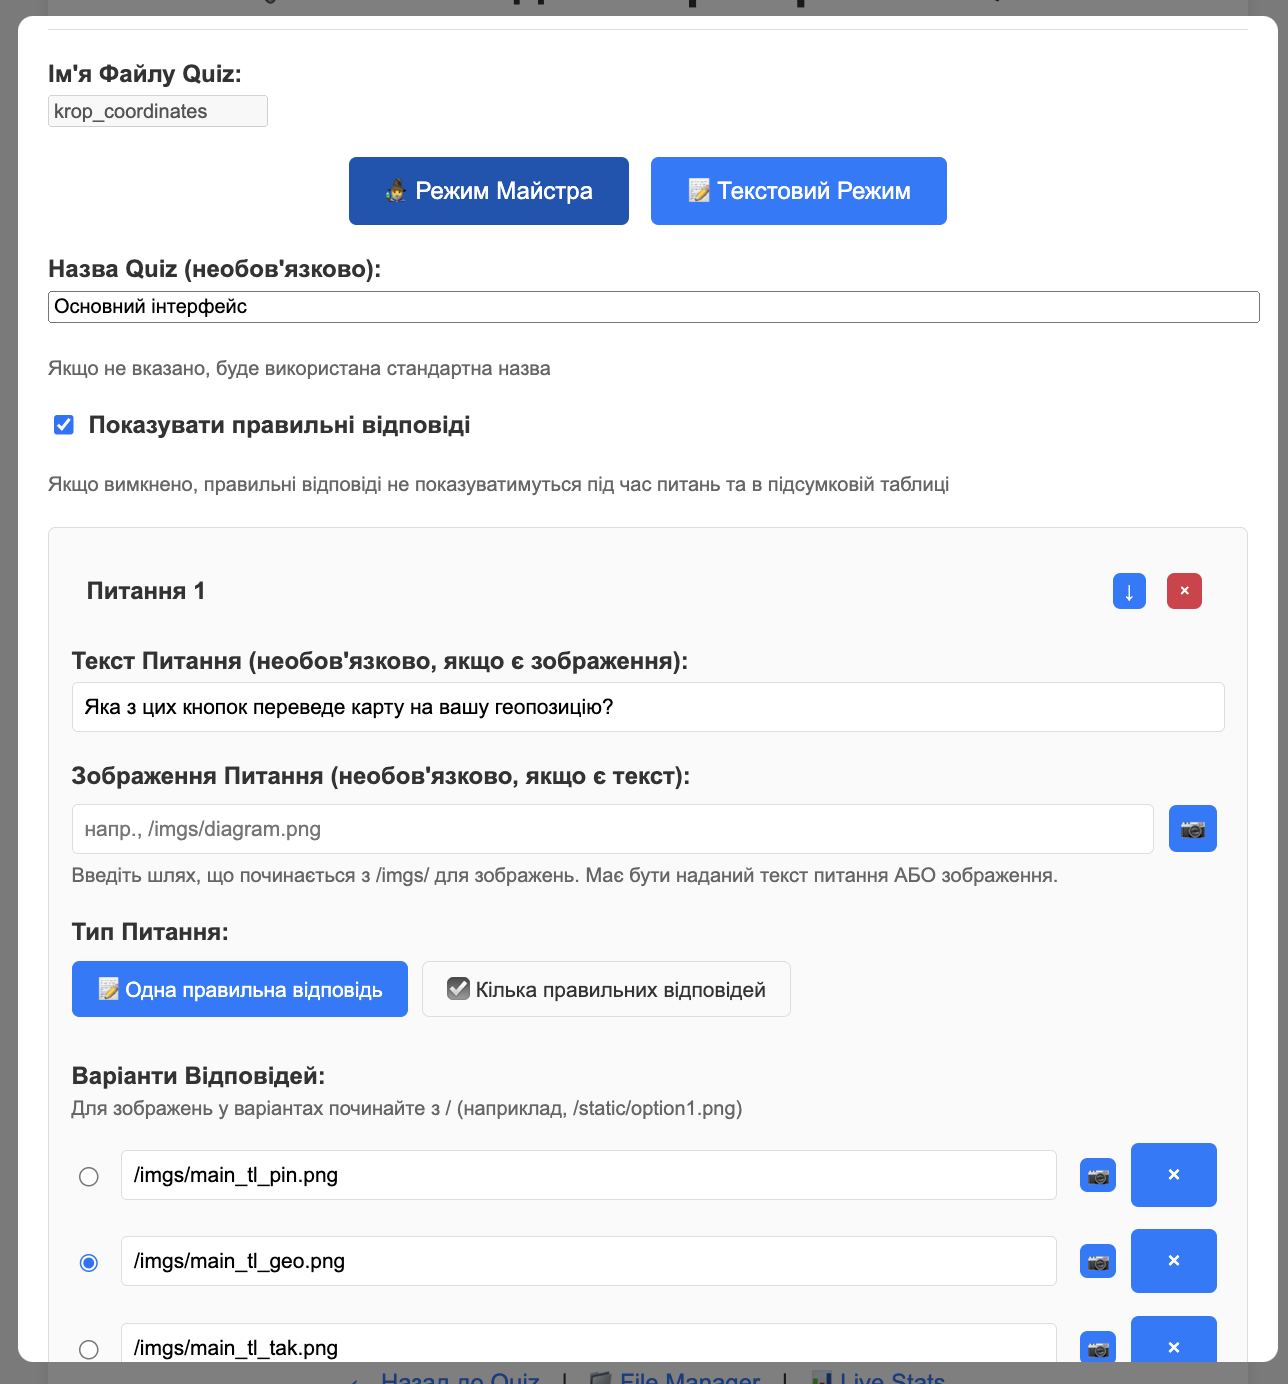 Ім'я Файлу Quiz:
krop_coordinates
Режим Майстра
Текстовий Режим
Назва Quiz (необов'язково):
Основний інтерфейс
Якщо не вказано, буде використана стандартна назва
Показувати правильні відповіді
Якщо вимкнено, правильні відповіді не показуватимуться під час питань та в підсумковій таблиці
Питання 1
↓
×
Текст Питання (необов'язково, якщо є зображення):
Яка з цих кнопок переведе карту на вашу геопозицію?
Зображення Питання (необов'язково, якщо є текст):
напр., /imgs/diagram.png
Введіть шлях, що починається з /imgs/ для зображень. Має бути наданий текст питання АБО зображення.
Тип Питання:
Одна правильна відповідь
Кілька правильних відповідей
Варіанти Відповідей:
Для зображень у варіантах починайте з / (наприклад, /static/option1.png)
/imgs/main_tl_pin.png
×
/imgs/main_tl_geo.png
×
/imgs/main_tl_tak.png
×
Назад до Quiz | File Manager | Live Stats